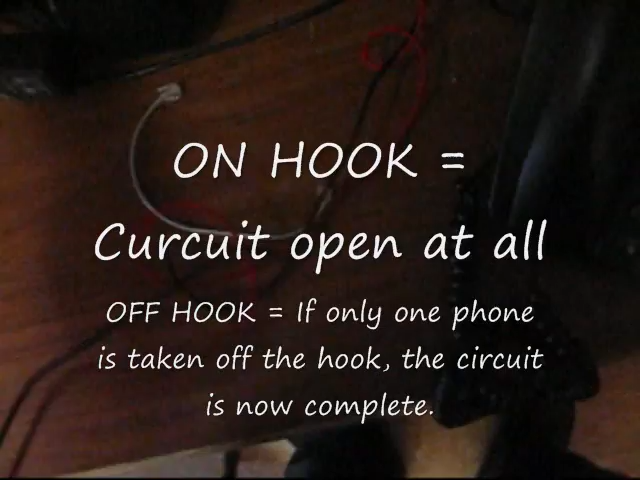 ON HOOK =
Curcuit open at all
OFF HOOK = If only one phone
is taken off the hook, the circuit
is now complete.